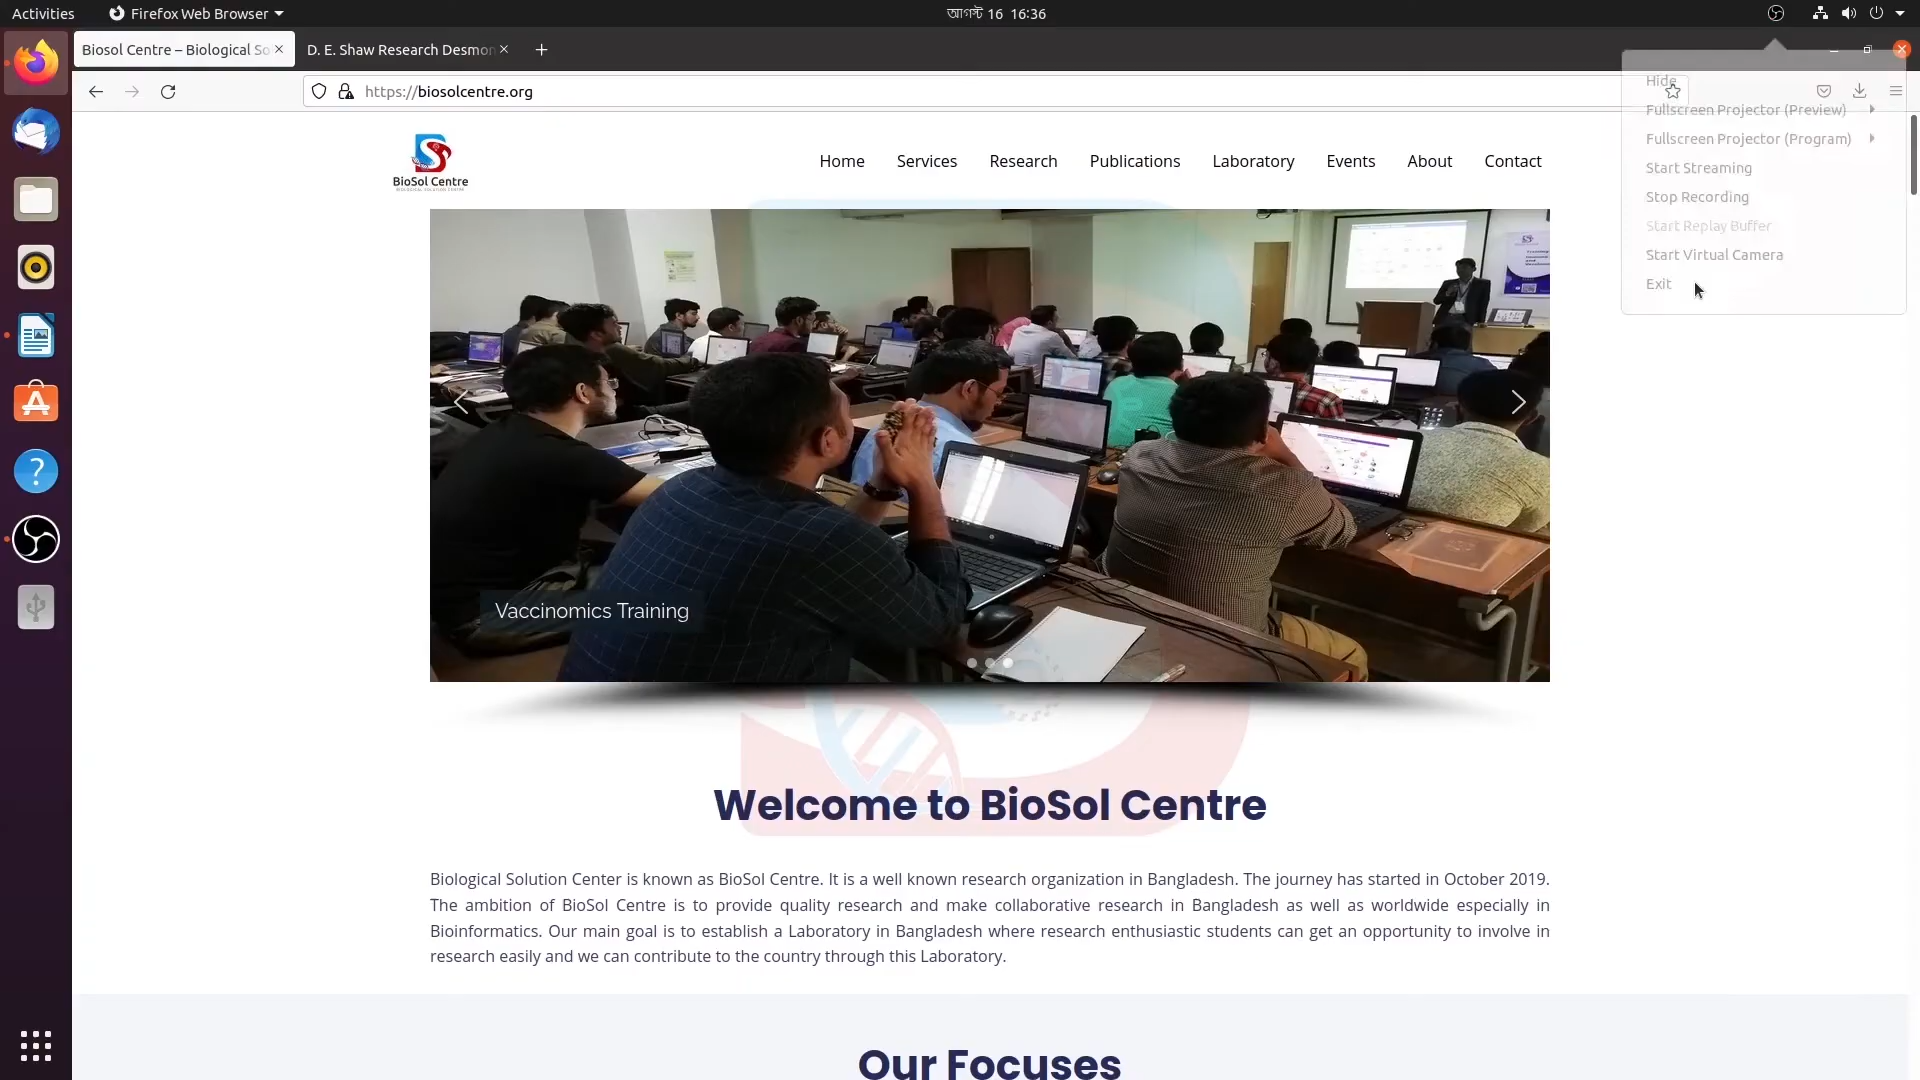 Activities
Firefox Web Browser
আগস্ট 16 16:36
Biosol Centre – Biological So
D. E. Shaw Research Desmon
https://biosolcentre.org
Hide
Fullscreen Projector (Preview)
Fullscreen Projector (Program)
Start Streaming
Stop Recording
Start Replay Buffer
Start Virtual Camera
Exit
BioSol Centre
BIOLOGICAL SOLUTION CENTRE
Home Services Research Publications Laboratory Events About Contact
Vaccinomics Training
Welcome to BioSol Centre
Biological Solution Center is known as BioSol Centre. It is a well known research organization in Bangladesh. The journey has started in October 2019.
The ambition of BioSol Centre is to provide quality research and make collaborative research in Bangladesh as well as worldwide especially in
Bioinformatics. Our main goal is to establish a Laboratory in Bangladesh where research enthusiastic students can get an opportunity to involve in
research easily and we can contribute to the country through this Laboratory.
Our Focuses